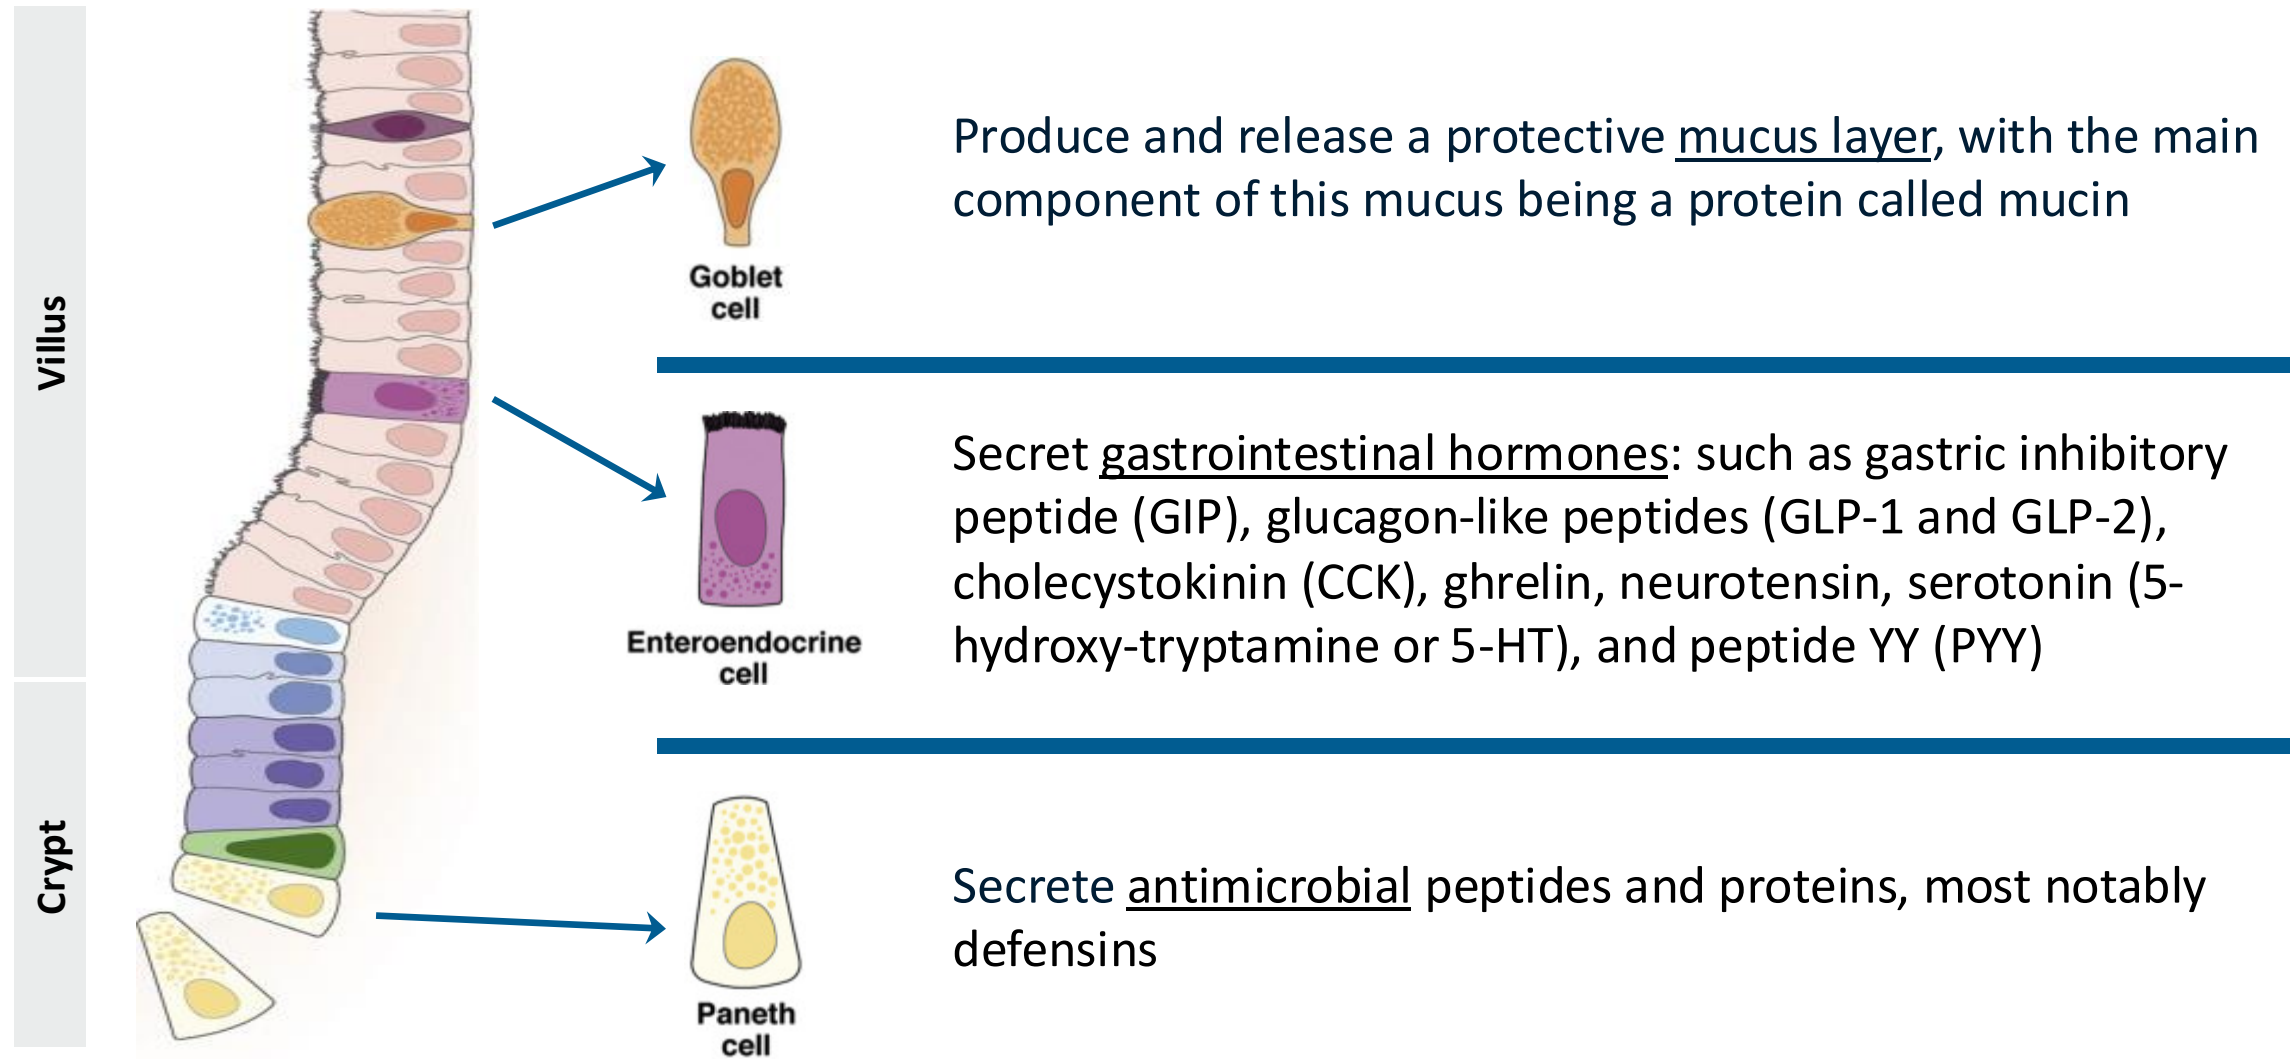 Villus
Goblet
cell
Produce and release a protective mucus layer, with the main
component of this mucus being a protein called mucin
Enteroendocrine
cell
Secret gastrointestinal hormones: such as gastric inhibitory
peptide (GIP), glucagon-like peptides (GLP-1 and GLP-2),
cholecystokinin (CCK), ghrelin, neurotensin, serotonin (5-
hydroxy-tryptamine or 5-HT), and peptide YY (PYY)
Crypt
Paneth
cell
Secrete antimicrobial peptides and proteins, most notably
defensins